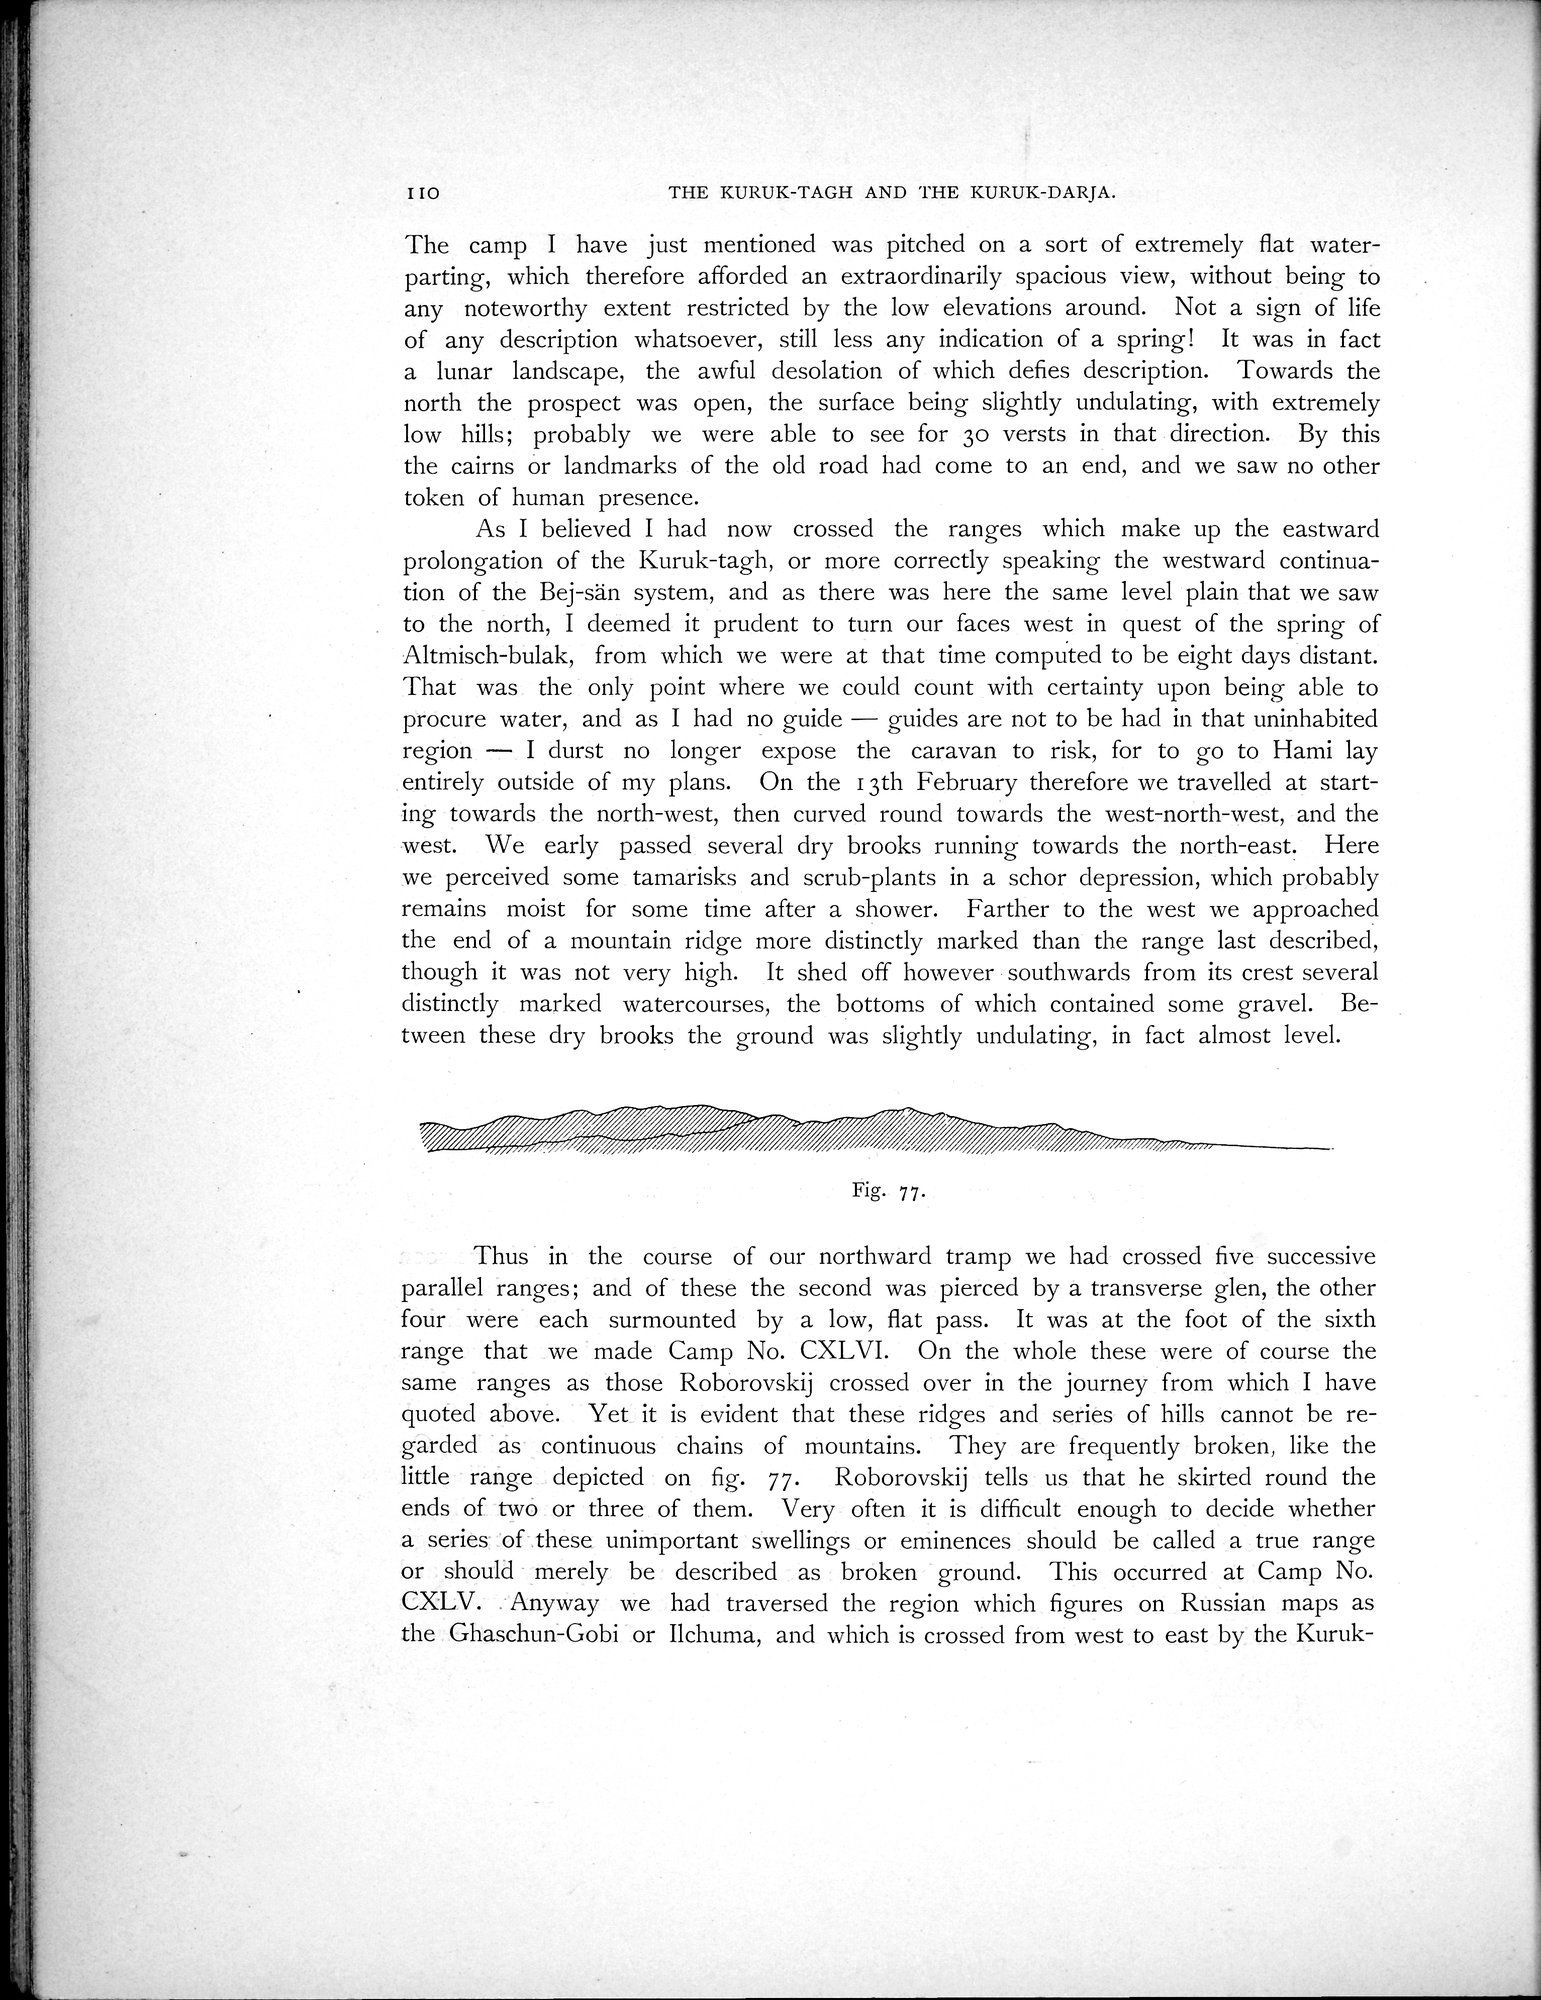 110 THE KURUK-TAGH AND THE KURUK-DARJA.
The camp I have just mentioned was pitched on a sort of extremely flat water-
parting, which therefore afforded an extraordinarily spacious view, without being to
any noteworthy extent restricted by the low elevations around. Not a sign of life
of any description whatsoever, still less any indication of a spring! It was in fact
a lunar landscape, the awful desolation of which defies description. Towards the
north the prospect was open, the surface being slightly undulating, with extremely
low hills; probably we were able to see for 30 versts in that direction. By this
the cairns or landmarks of the old road had come to an end, and we saw no other
token of human presence.
As I believed I had now crossed the ranges which make up the eastward
prolongation of the Kuruk-tagh, or more correctly speaking the westward continua-
tion of the Bej-sän system, and as there was here the same level plain that we saw
to the north, I deemed it prudent to turn our faces west in quest of the spring of
Altmisch-bulak, from which we were at that time computed to be eight days distant.
That was the only point where we could count with certainty upon being able to
procure water, and as I had no guide — guides are not to be had in that uninhabited
region — I durst no longer expose the caravan to risk, for to go to Hami lay
entirely outside of my plans. On the 13th February therefore we travelled at start-
ing towards the north-west, then curved round towards the west-north-west, and the
west. We early passed several dry brooks running towards the north-east. Here
we perceived some tamarisks and scrub-plants in a schor depression, which probably
remains moist for some time after a shower. Farther to the west we approached
the end of a mountain ridge more distinctly marked than the range last described,
though it was not very high. It shed off however southwards from its crest several
distinctly marked watercourses, the bottoms of which contained some gravel. Be-
tween these dry brooks the ground was slightly undulating, in fact almost level.
Fig. 77.
Thus in the course of our northward tramp we had crossed five successive
parallel ranges; and of these the second was pierced by a transverse glen, the other
four were each surmounted by a low, flat pass. It was at the foot of the sixth
range that we made Camp No. CXLVI. On the whole these were of course the
same ranges as those Roborovskij crossed over in the journey from which I have
quoted above. Yet it is evident that these ridges and series of hills cannot be re-
garded as continuous chains of mountains. They are frequently broken, like the
little range depicted on fig. 77. Roborovskij tells us that he skirted round the
ends of two or three of them. Very often it is difficult enough to decide whether
a series of these unimportant swellings or eminences should be called a true range
or should merely be described as broken ground. This occurred at Camp No.
CXLV. Anyway we had traversed the region which figures on Russian maps as
the Ghaschun-Gobi or Ilchuma, and which is crossed from west to east by the Kuruk-